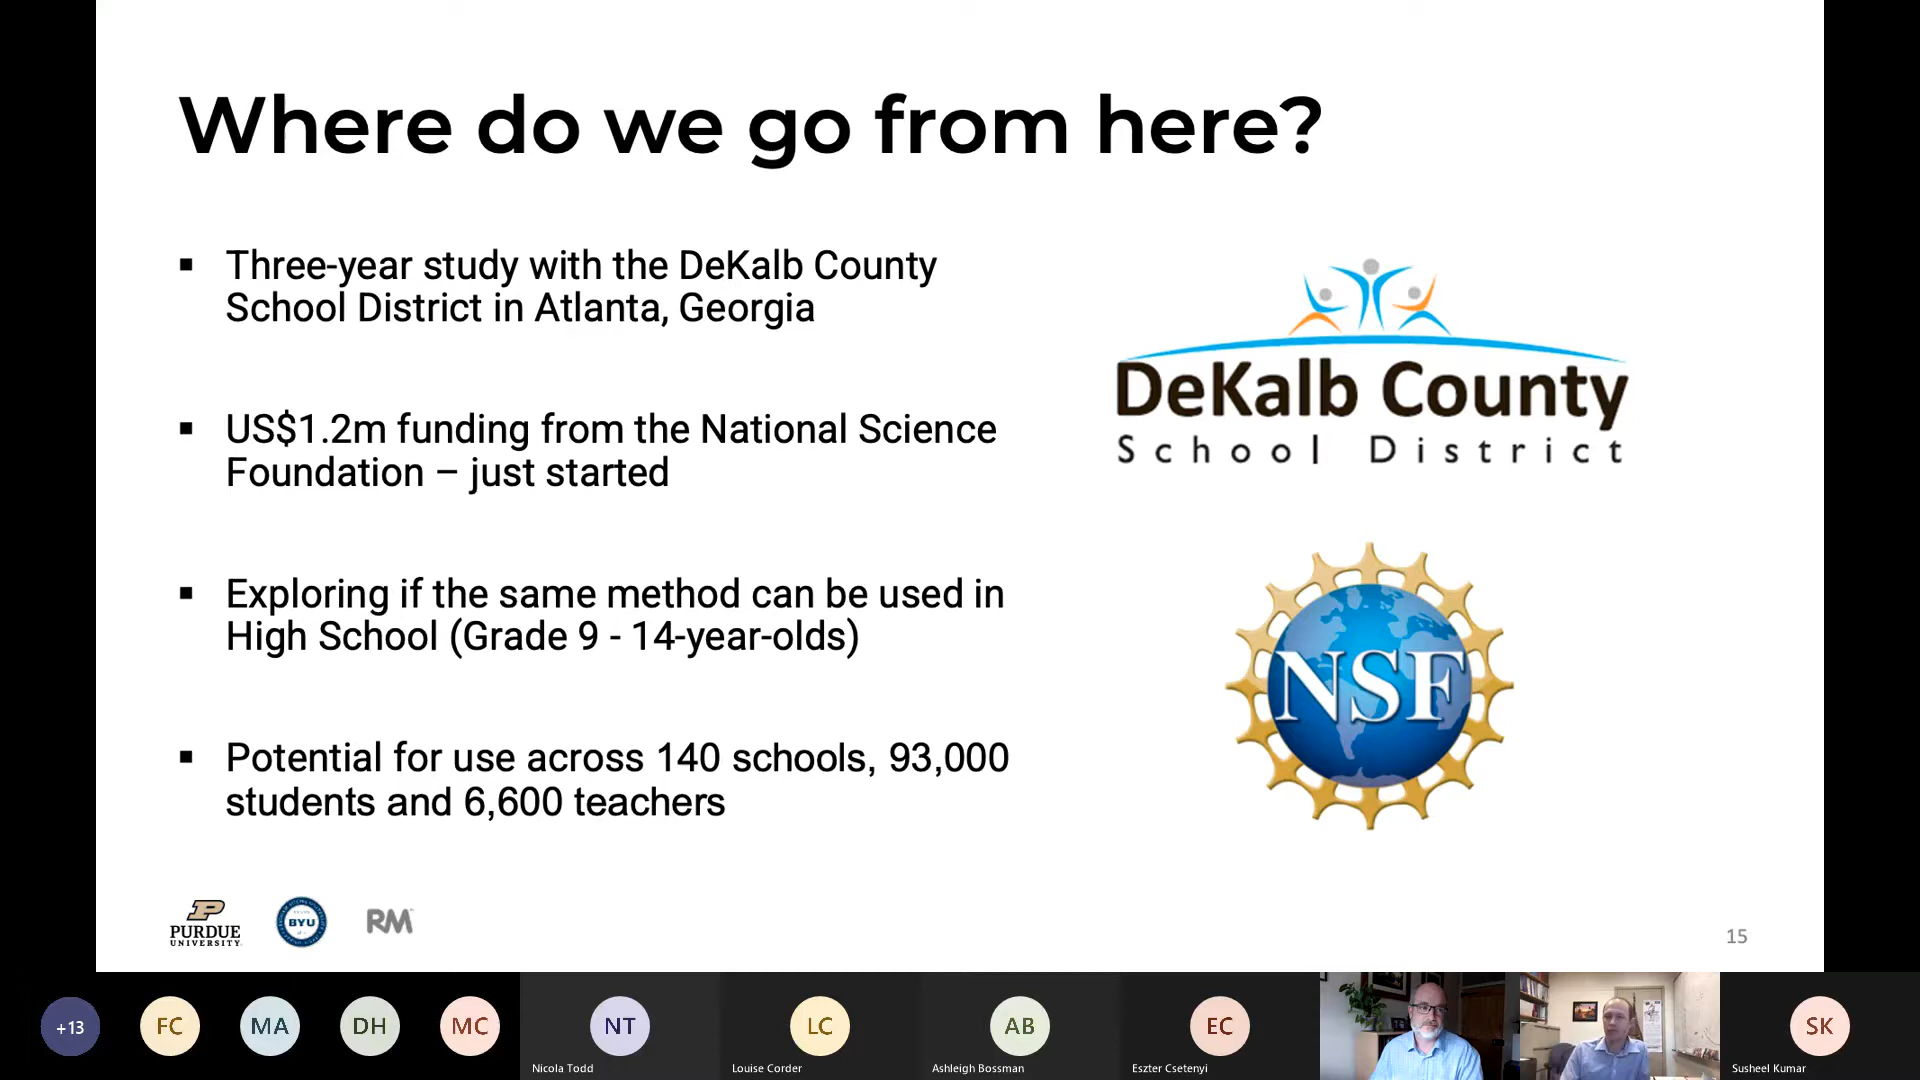 Where do we go from here?
▪ Three-year study with the DeKalb County
School District in Atlanta, Georgia
▪ US$1.2m funding from the National Science
Foundation – just started
▪ Exploring if the same method can be used in
High School (Grade 9 - 14-year-olds)
▪ Potential for use across 140 schools, 93,000
students and 6,600 teachers
DeKalb County
School District
NSF
P
PURDUE
UNIVERSITY
BYU
RM
15
+13
FC
MA
DH
MC
NT
Nicola Todd
LC
Louise Corder
AB
Ashleigh Bossman
EC
Eszter Csetenyi
SK
Susheel Kumar